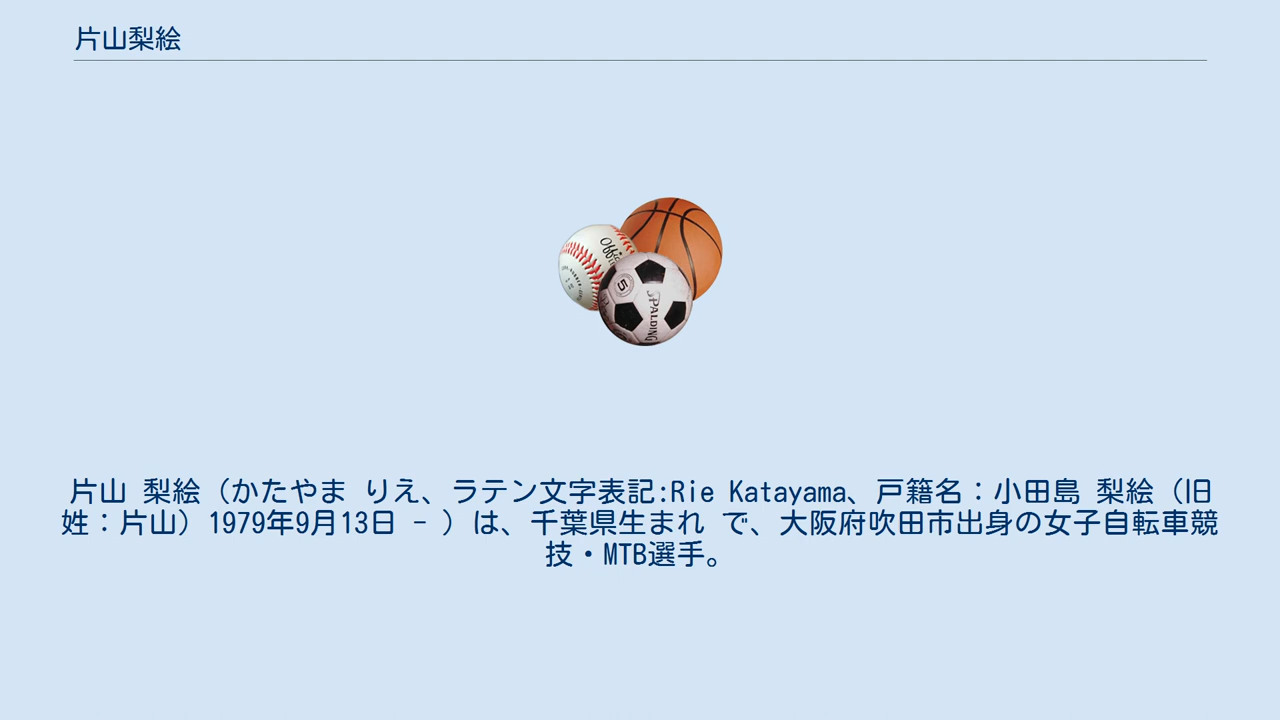 片山梨絵
Offic
5
SPALDING
片山 梨絵（かたやま りえ、ラテン文字表記:Rie Katayama、戸籍名：小田島 梨絵（旧
姓：片山）1979年9月13日 - ）は、千葉県生まれ で、大阪府吹田市出身の女子自転車競
技・MTB選手。